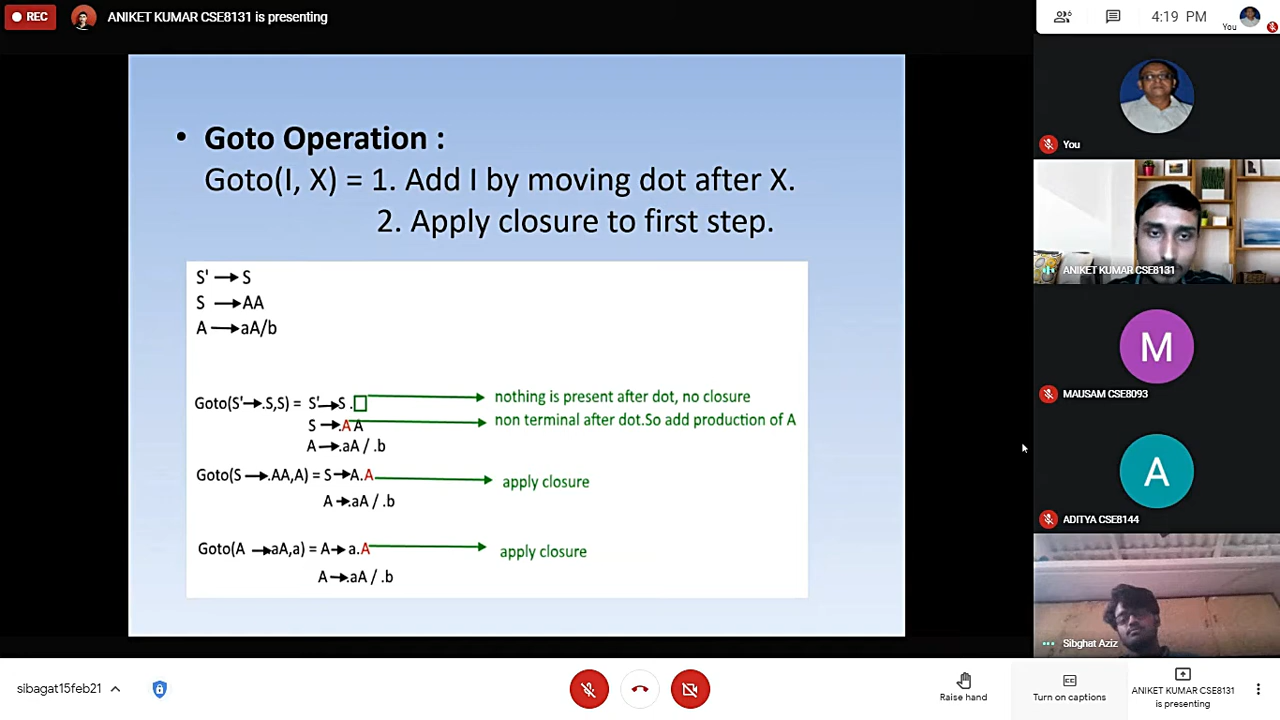 REC
ANIKET KUMAR CSE8131 is presenting
6
4:19 PM
You
• Goto Operation :
Goto(I, X) = 1. Add I by moving dot after X.
2. Apply closure to first step.
S' → S
S → AA
A → aA/b
Goto(S'→.S,S) = S'→S . nothing is present after dot, no closure
S →.AA non terminal after dot.So add production of A
A →.aA / .b
Goto(S →.AA,A) = S→A.A apply closure
A →.aA / .b
Goto(A →.aA,a) = A→ a.A apply closure
A →.aA / .b
You
ANIKET KUMAR CSE8131
M
MAUSAM CSE8093
A
ADITYA CSE8144
Sibghat Aziz
sibagat15feb21
Raise hand
CC
Turn on captions
ANIKET KUMAR CSE8131
is presenting